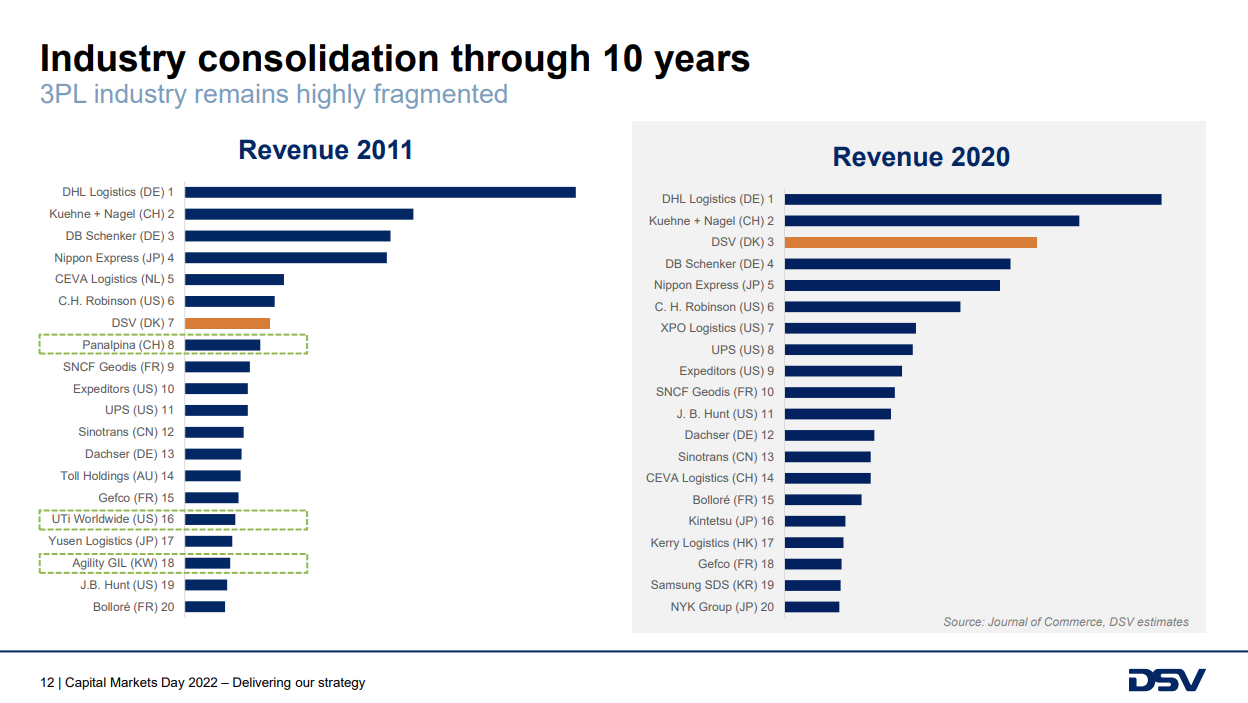 Industry consolidation through 10 years
3PL industry remains highly fragmented
Revenue 2011
DHL Logistics (DE) 1
Kuehne + Nagel (CH) 2
DB Schenker (DE) 3
Nippon Express (JP) 4
CEVA Logistics (NL) 5
C.H. Robinson (US) 6
DSV (DK) 7
Panalpina (CH) 8
SNCF Geodis (FR) 9
Expeditors (US) 10
UPS (US) 11
Sinotrans (CN) 12
Dachser (DE) 13
Toll Holdings (AU) 14
Gefco (FR) 15
UTi Worldwide (US) 16
Yusen Logistics (JP) 17
Agility GIL (KW) 18
J.B. Hunt (US) 19
Bolloré (FR) 20
Revenue 2020
DHL Logistics (DE) 1
Kuehne + Nagel (CH) 2
DSV (DK) 3
DB Schenker (DE) 4
Nippon Express (JP) 5
C. H. Robinson (US) 6
XPO Logistics (US) 7
UPS (US) 8
Expeditors (US) 9
SNCF Geodis (FR) 10
J. B. Hunt (US) 11
Dachser (DE) 12
Sinotrans (CN) 13
CEVA Logistics (CH) 14
Bolloré (FR) 15
Kintetsu (JP) 16
Kerry Logistics (HK) 17
Gefco (FR) 18
Samsung SDS (KR) 19
NYK Group (JP) 20
Source: Journal of Commerce, DSV estimates
12 | Capital Markets Day 2022 – Delivering our strategy
DSV